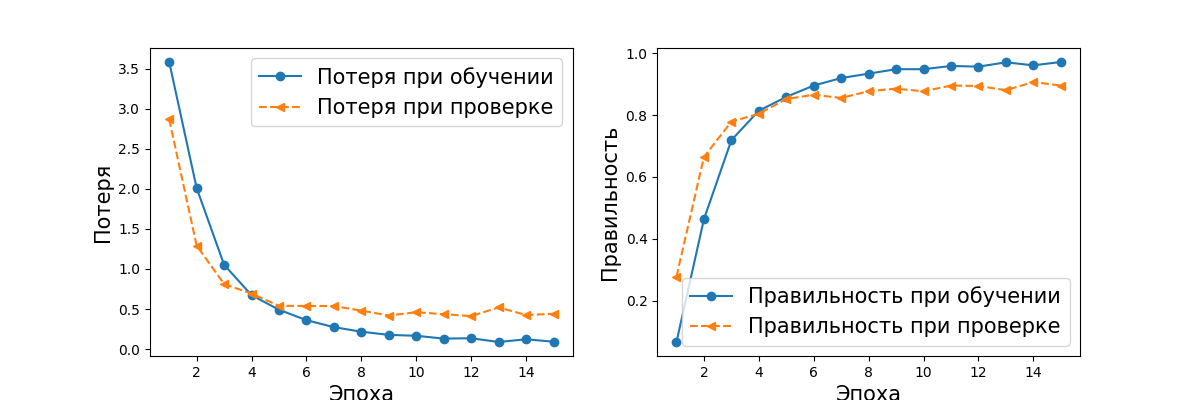 3.5
3.0
2.5
2.0
1.5
1.0
0.5
0.0
Потеря
Потеря при обучении
Потеря при проверке
2 4 6 8 10 12 14
Эпоха
1.0
0.8
0.6
0.4
0.2
Правильность
Правильность при обучении
Правильность при проверке
2 4 6 8 10 12 14
Эпоха